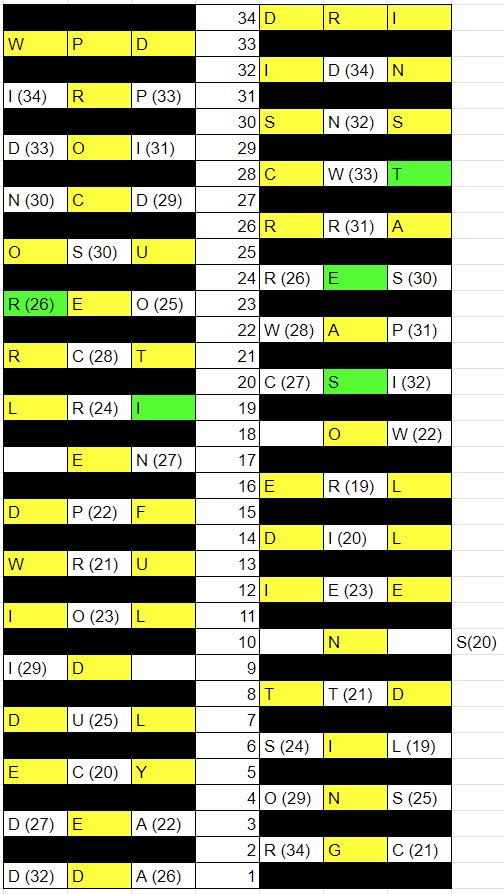 34 D R I
W P D 33
32 I D (34) N
I (34) R P (33) 31
30 S N (32) S
D (33) O I (31) 29
28 C W (33) T
N (30) C D (29) 27
26 R R (31) A
O S (30) U 25
24 R (26) E S (30)
R (26) E O (25) 23
22 W (28) A P (31)
R C (28) T 21
20 C (27) S I (32)
L R (24) I 19
18 O W (22)
E N (27) 17
16 E R (19) L
D P (22) F 15
14 D I (20) L
W R (21) U 13
12 I E (23) E
I O (23) L 11
10 N S(20)
I (29) D 9
8 T T (21) D
D U (25) L 7
6 S (24) I L (19)
E C (20) Y 5
4 O (29) N S (25)
D (27) E A (22) 3
2 R (34) G C (21)
D (32) D A (26) 1